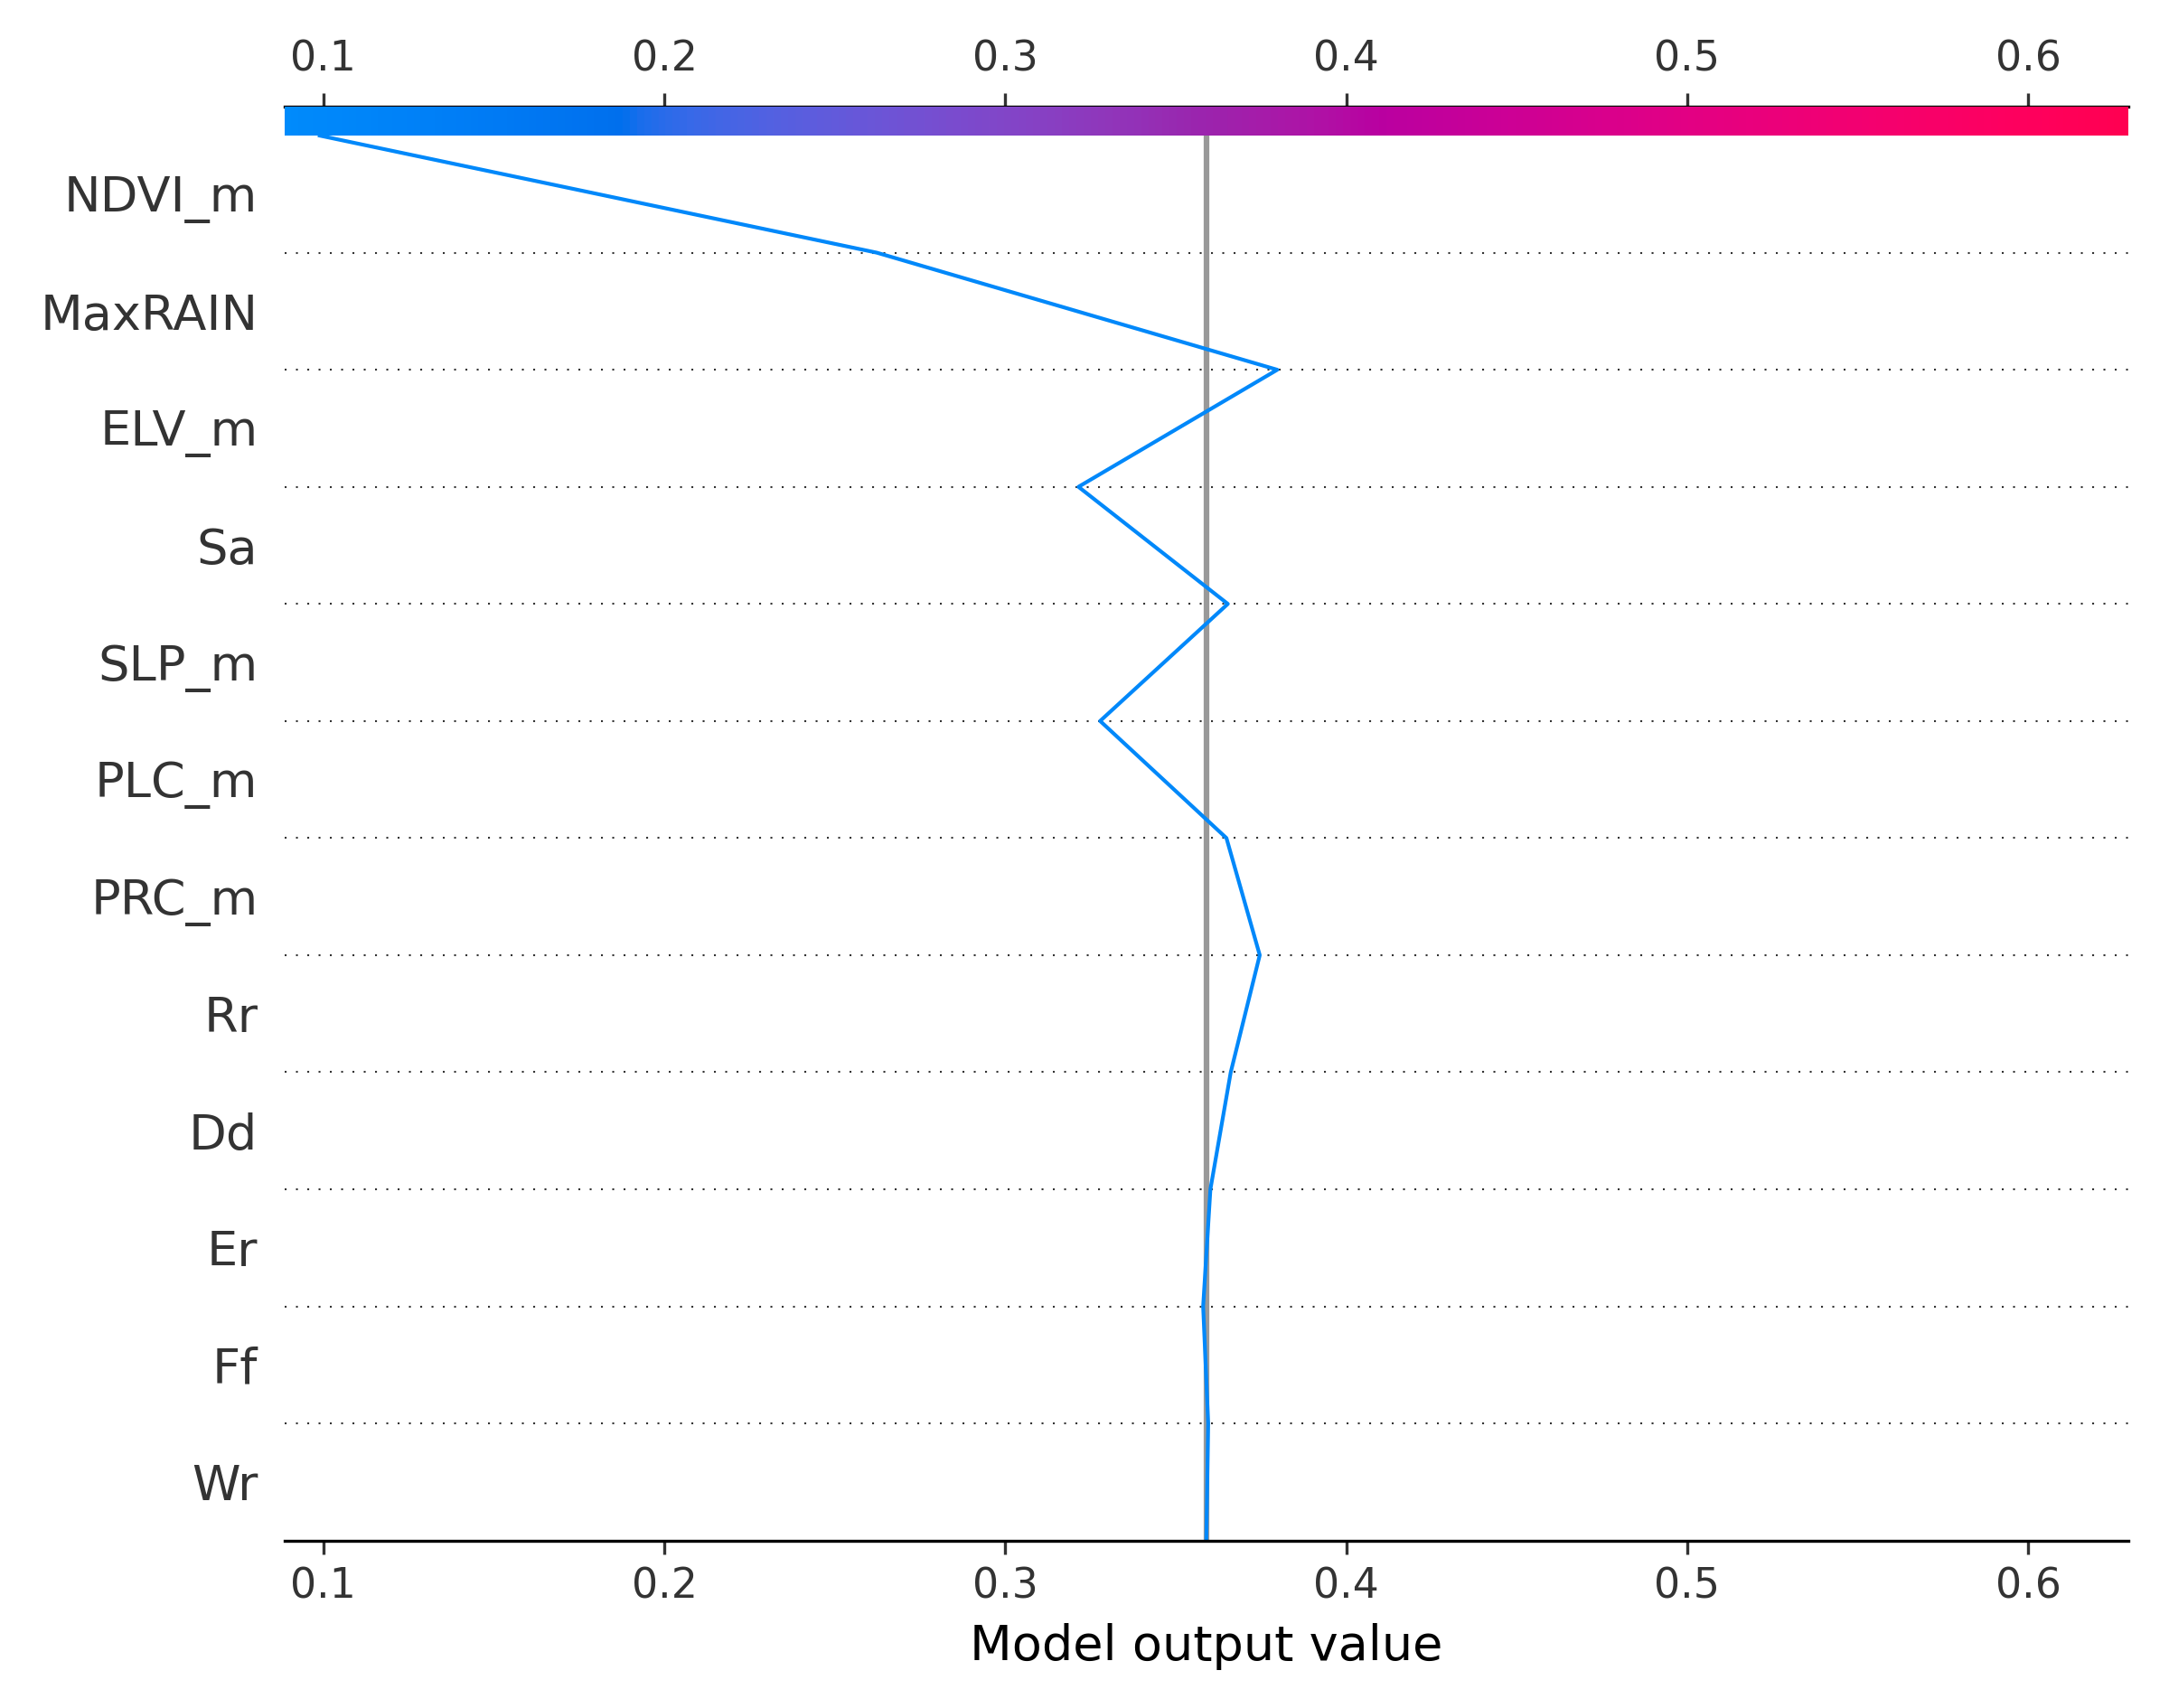 0.1 0.2 0.3 0.4 0.5 0.6
NDVI_m
MaxRAIN
ELV_m
Sa
SLP_m
PLC_m
PRC_m
Rr
Dd
Er
Ff
Wr
0.1 0.2 0.3 0.4 0.5 0.6
Model output value